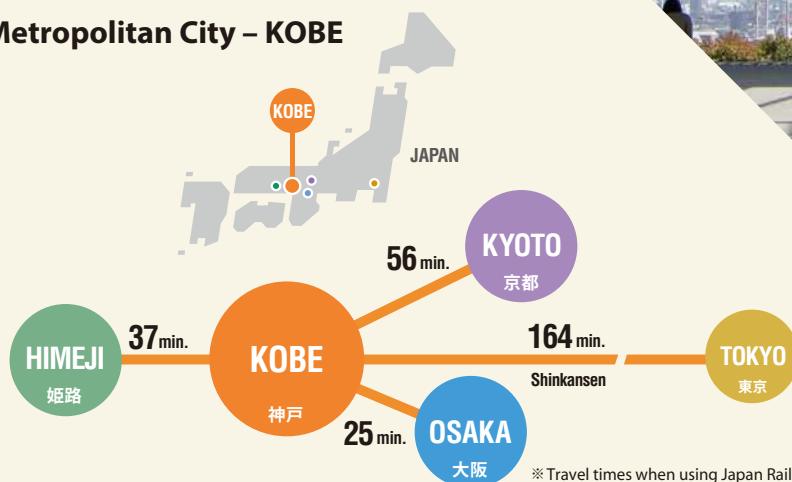 Metropolitan City – KOBE
KOBE
JAPAN
KYOTO
京都
56 min.
HIMEJI
姫路
37 min.
KOBE
神戸
164 min.
Shinkansen
TOKYO
東京
25 min.
OSAKA
大阪
※Travel times when using Japan Rail